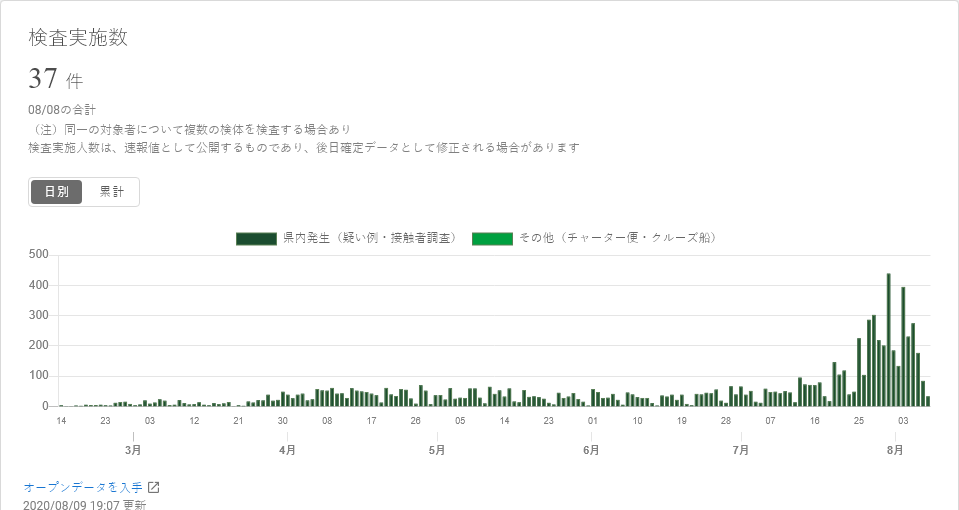 検査実施数
37 件
08/08の合計
（注）同一の対象者について複数の検体を検査する場合あり
検査実施人数は、速報値として公開するものであり、後日確定データとして修正される場合があります
日別 累計
県内発生（疑い例・接触者調査） その他（チャーター便・クルーズ船）
500
400
300
200
100
0
14 23 03 12 21 30 08 17 26 05 14 23 01 10 19 28 07 16 25 03
3月 4月 5月 6月 7月 8月
オープンデータを入手
2020/08/09 19:07 更新